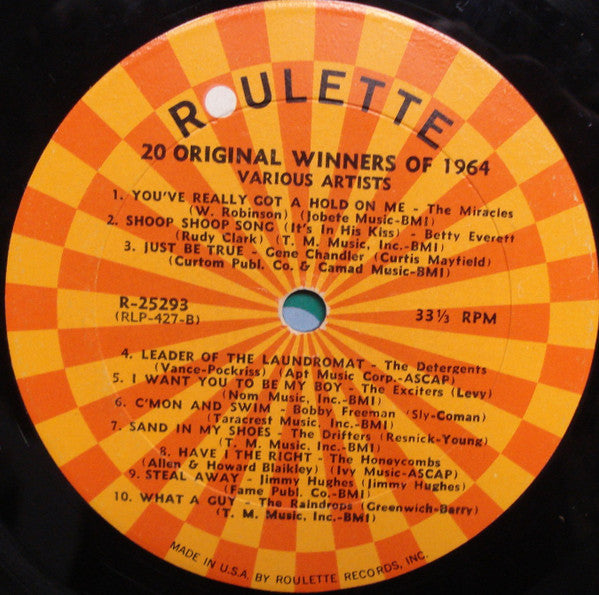 ROULETTE
20 ORIGINAL WINNERS OF 1964
VARIOUS ARTISTS
1. YOU'VE REALLY GOT A HOLD ON ME - The Miracles
(W. Robinson) (Jobete Music-BMI)
2. SHOOP SHOOP SONG (It's In His Kiss) - Betty Everett
(Rudy Clark) (T. M. Music, Inc.-BMI)
3. JUST BE TRUE - Gene Chandler (Curtis Mayfield)
(Curtom Publ. Co. & Camad Music-BMI)
R-25293
(RLP-427-B)
33⅓ RPM
4. LEADER OF THE LAUNDROMAT - The Detergents
(Vance-Pockriss) (Apt Music Corp.-ASCAP)
5. I WANT YOU TO BE MY BOY - The Exciters (Levy)
(Nom Music, Inc.-BMI)
6. C'MON AND SWIM - Bobby Freeman (Sly-Coman)
(Taracrest Music, Inc.-BMI)
7. SAND IN MY SHOES - The Drifters (Resnick-Young)
(T. M. Music, Inc.-BMI)
8. HAVE I THE RIGHT - The Honeycombs
(Allen & Howard Blaikley) (Ivy Music-ASCAP)
9. STEAL AWAY - Jimmy Hughes (Jimmy Hughes)
(Fame Publ. Co.-BMI)
10. WHAT A GUY - The Raindrops (Greenwich-Barry)
(T. M. Music, Inc.-BMI)
MADE IN U.S.A. BY ROULETTE RECORDS, INC.